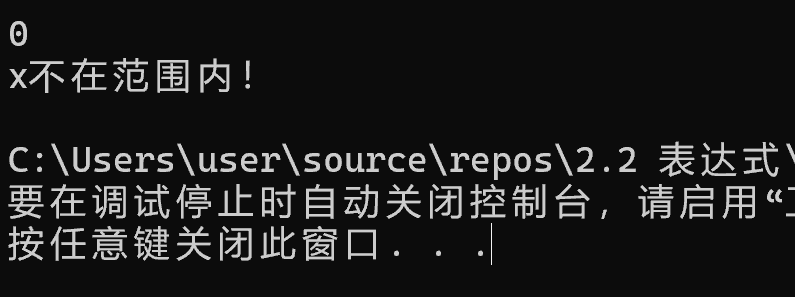 0
x不在范围内!

C:\Users\user\source\repos\2.2 表达式\
要在调试停止时自动关闭控制台，请启用“
按任意键关闭此窗口. . .